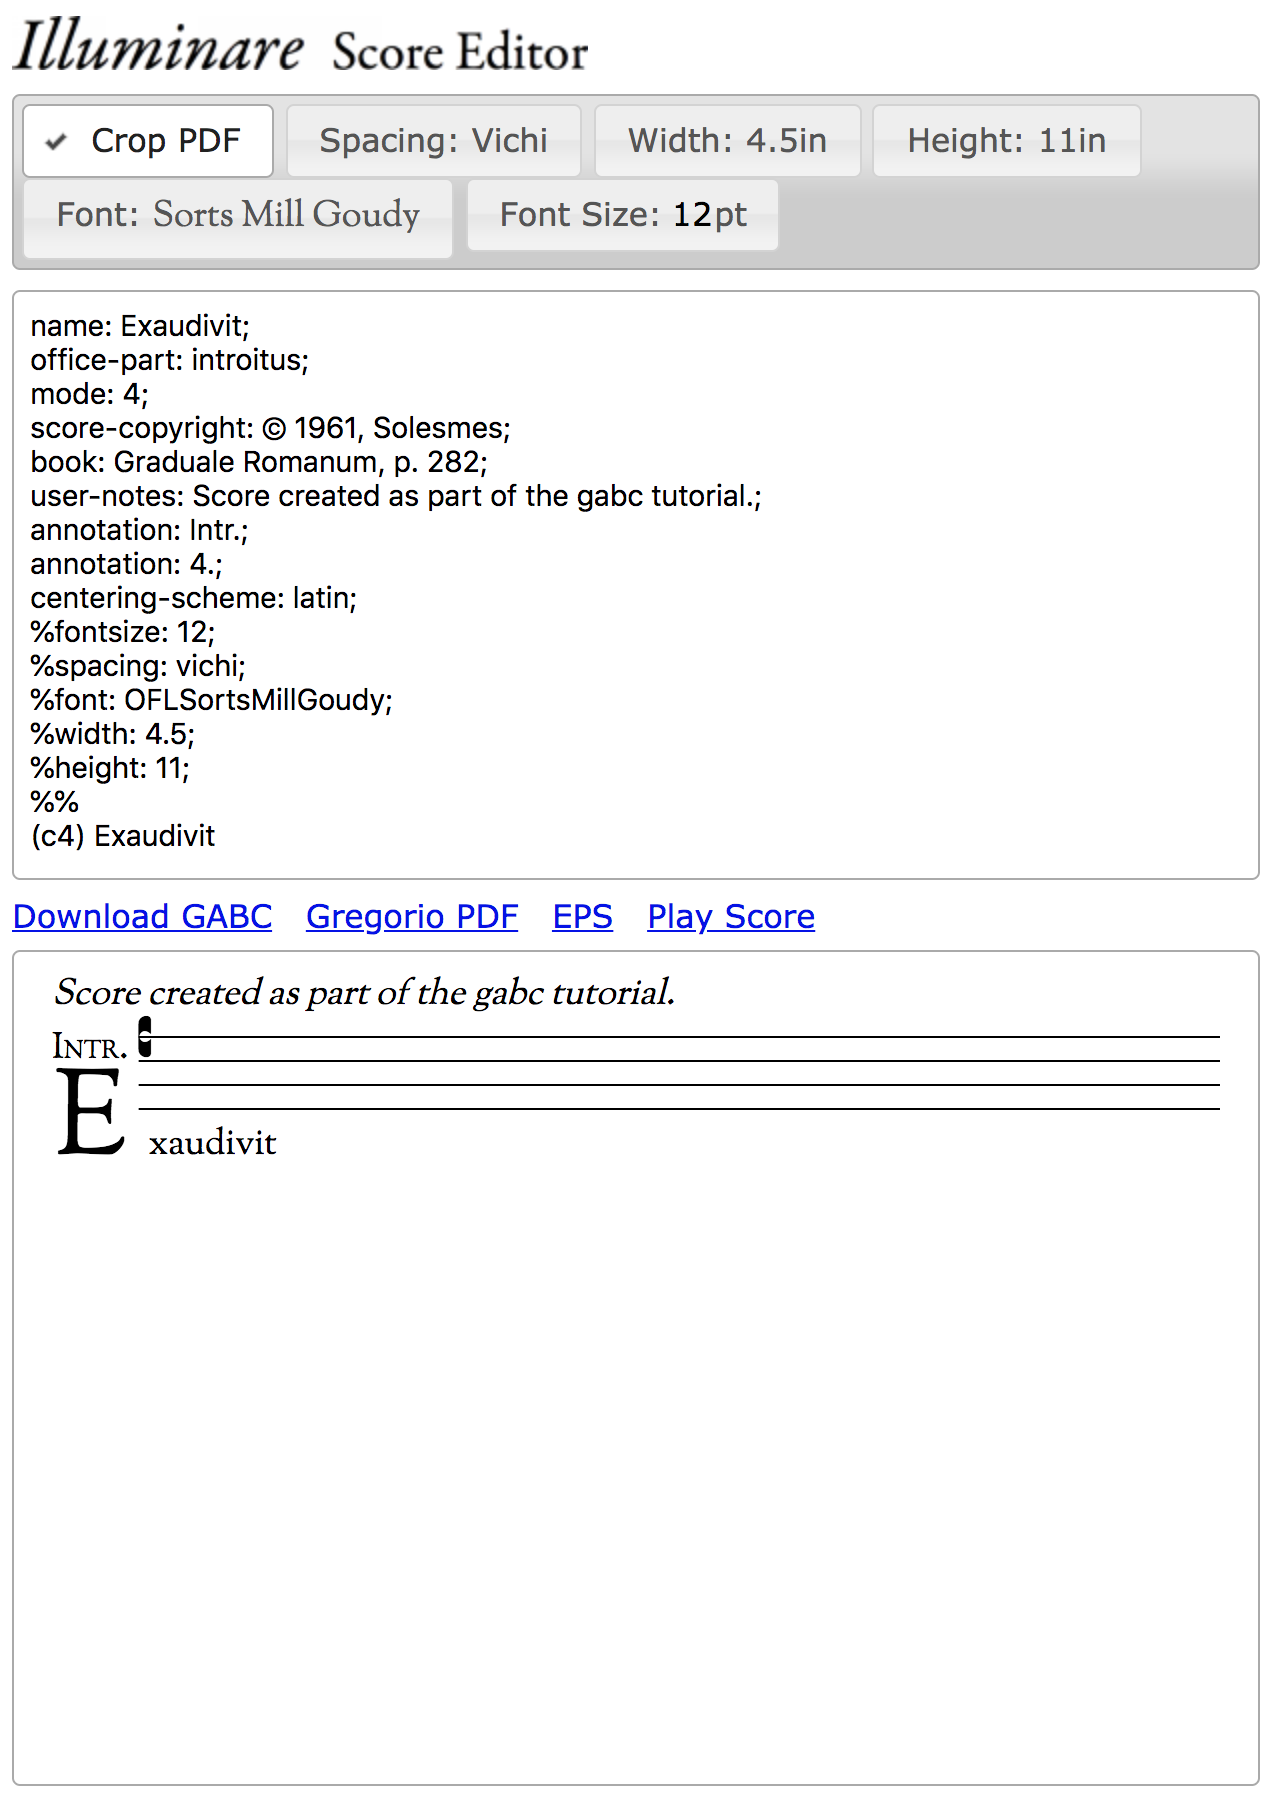 Illuminare Score Editor
Crop PDF Spacing: Vichi Width: 4.5in Height: 11in
Font: Sorts Mill Goudy Font Size: 12pt
name: Exaudivit;
office-part: introitus;
mode: 4;
score-copyright: © 1961, Solesmes;
book: Graduale Romanum, p. 282;
user-notes: Score created as part of the gabc tutorial.;
annotation: Intr.;
annotation: 4.;
centering-scheme: latin;
%fontsize: 12;
%spacing: vichi;
%font: OFLSortsMillGoudy;
%width: 4.5;
%height: 11;
%%
(c4) Exaudivit
Download GABC Gregorio PDF EPS Play Score
Score created as part of the gabc tutorial.
Intr.
Exaudivit